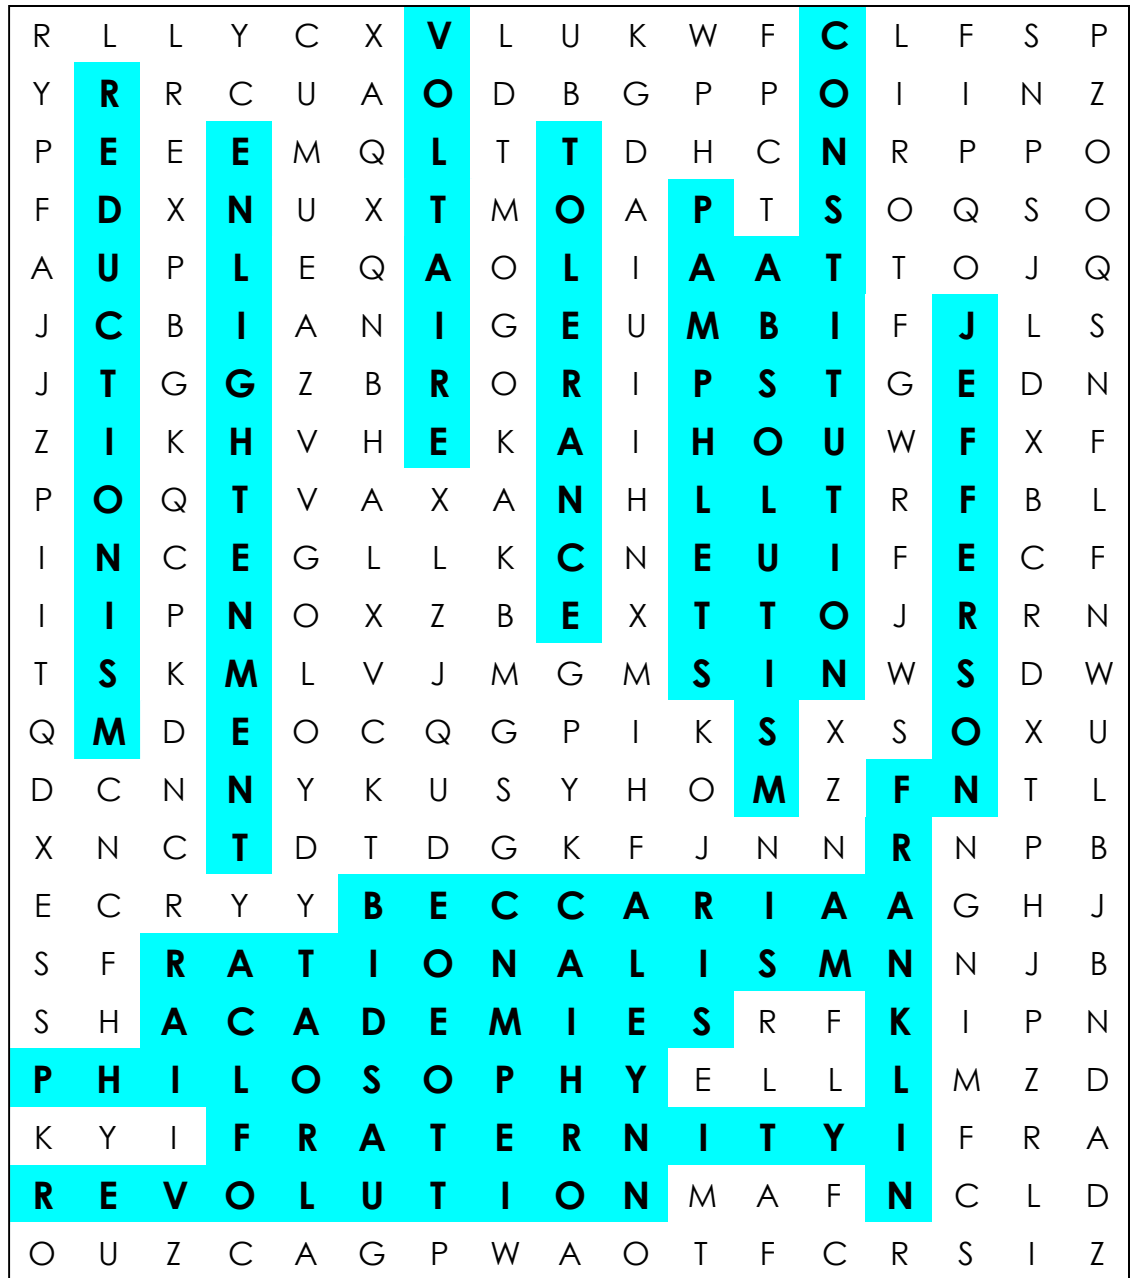 R L L Y C X V L U K W F C L F S P
Y R R C U A O D B G P P O I I N Z
P E E E M Q L T T D H C N R P P O
F D X N U X T M O A P T S O Q S O
A U P L E Q A O L I A A T T O J Q
J C B I A N I G E U M B I F J L S
J T G G Z B R O R I P S T G E D N
Z I K H V H E K A I H O U W F X F
P O Q T V A X A N H L L T R F B L
I N C E G L L K C N E U I F E C F
I I P N O X Z B E X T T O J R R N
T S K M L V J M G M S I N W S D W
Q M D E O C Q G P I K S X S O X U
D C N N Y K U S Y H O M Z F N T L
X N C T D T D G K F J N N R N P B
E C R Y Y B E C C A R I A A G H J
S F R A T I O N A L I S M N N J B
S H A C A D E M I E S R F K I P N
P H I L O S O P H Y E L L L M Z D
K Y I F R A T E R N I T Y I F R A
R E V O L U T I O N M A F N C L D
O U Z C A G P W A O T F C R S I Z